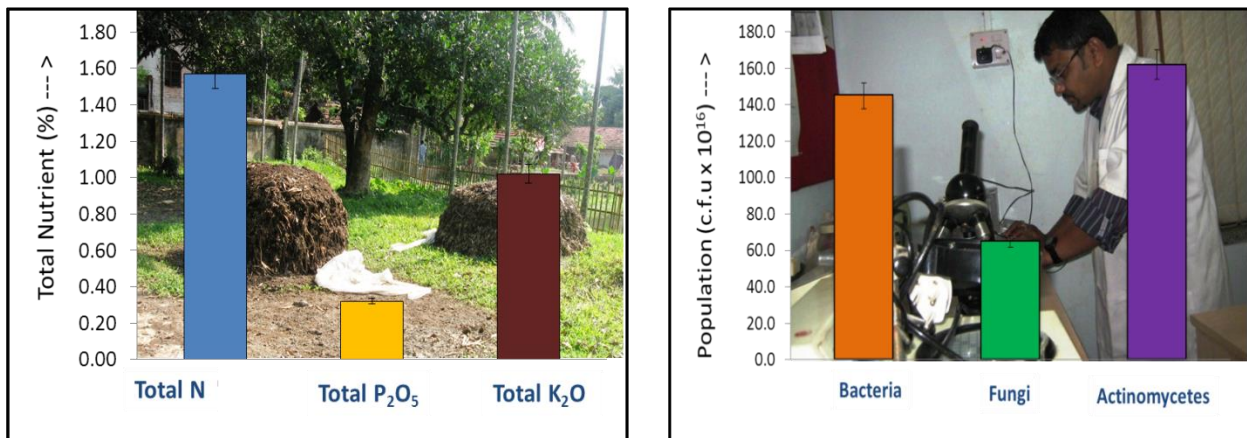 Total Nutrient (%) --- >
1.80
1.60
1.40
1.20
1.00
0.80
0.60
0.40
0.20
0.00
Total N
Total P₂O₅
Total K₂O
Population (c.f.u x 10¹⁶) --- >
180.0
160.0
140.0
120.0
100.0
80.0
60.0
40.0
20.0
0.0
Bacteria
Fungi
Actinomycetes